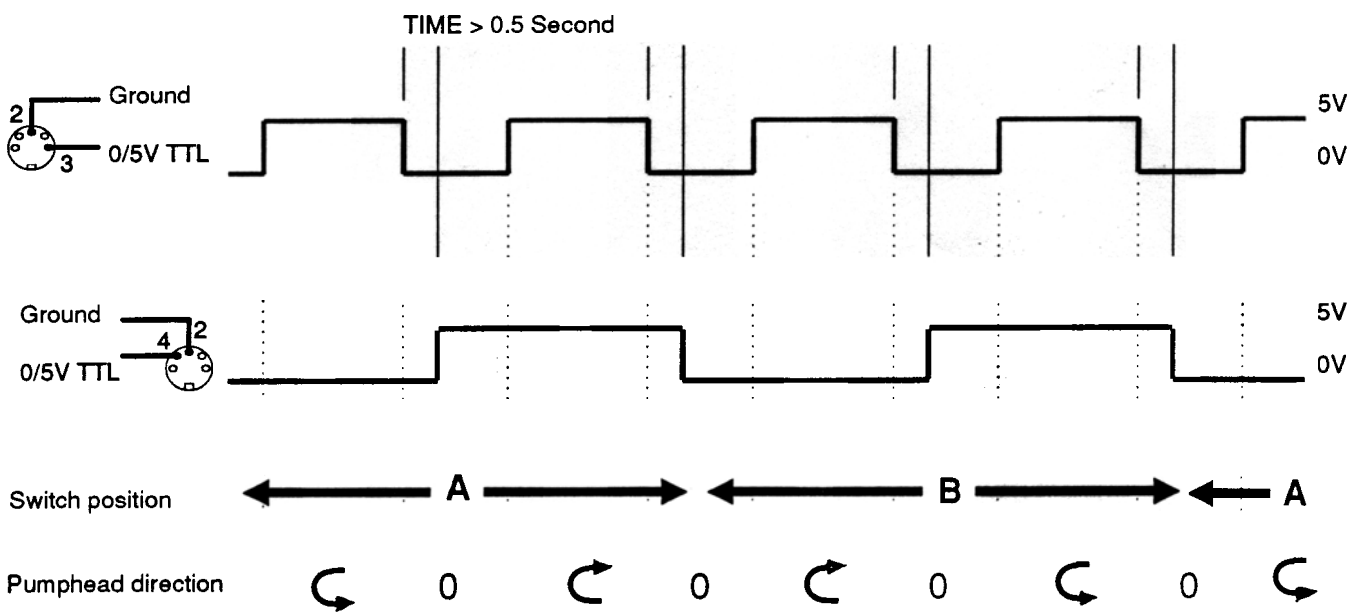 TIME > 0.5 Second
Ground
2
5V
0/5V TTL
3
0V
Ground
2
4
5V
0/5V TTL
0V
Switch position
A
B
A
Pumphead direction
0
0
0
0